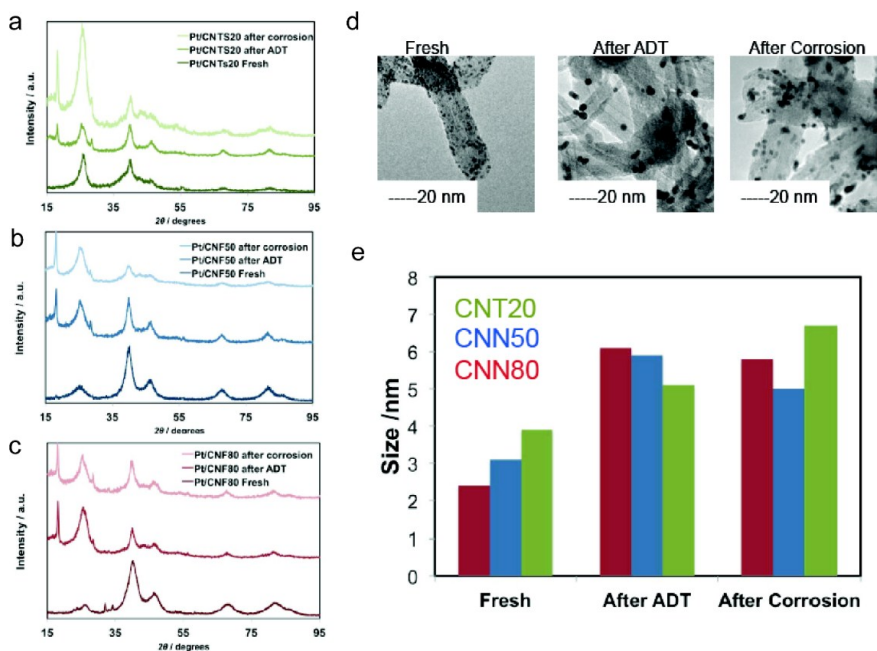 a
Pt/CNTS20 after corrosion
Pt/CNTS20 after ADT
Pt/CNTs20 Fresh
Intensity / a.u.
15 35 55 75 95
2θ / degrees
b
Pt/CNF50 after corrosion
Pt/CNF50 after ADT
Pt/CNF50 Fresh
Intensity / a.u.
15 35 55 75 95
2θ / degrees
c
Pt/CNF80 after corrosion
Pt/CNF80 after ADT
Pt/CNF80 Fresh
Intensity / a.u.
15 35 55 75 95
2θ / degrees
d
Fresh After ADT After Corrosion
-----20 nm -----20 nm -----20 nm
e
CNT20
CNN50
CNN80
Size /nm
8
7
6
5
4
3
2
1
0
Fresh After ADT After Corrosion